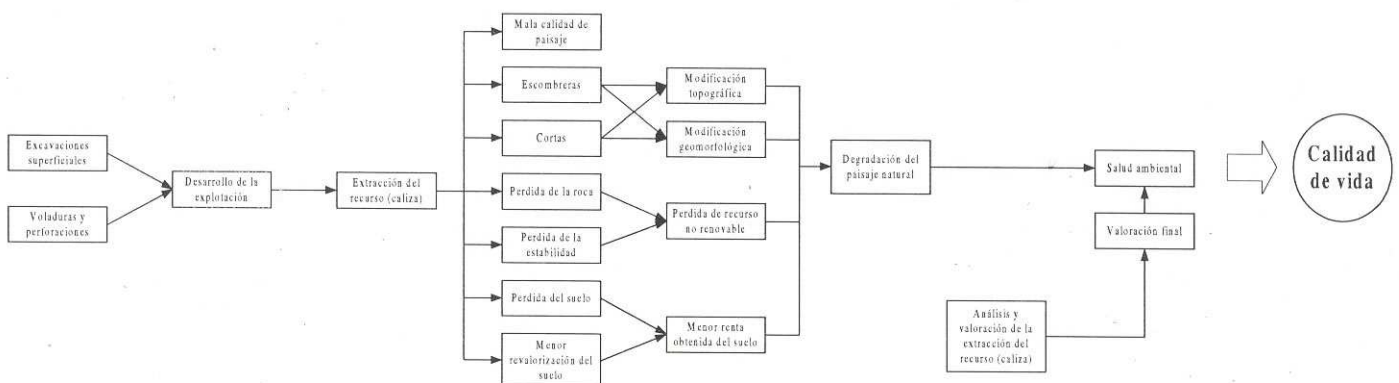 Excavaciones
superficiales
Voladuras y
perforaciones
Desarrollo de la
explotación
Extracción del
recurso (caliza)
Mala calidad de
paisaje
Escombreras
Cortas
Perdida de la roca
Perdida de la
estabilidad
Perdida del suelo
Menor
revalorización del
suelo
Modificación
topográfica
Modificación
geomorfológica
Perdida de recurso
no renovable
Menor renta
obtenida del suelo
Degradación del
paisaje natural
Salud ambiental
Valoración final
Análisis y
valoración de la
extracción del
recurso (caliza)
Calidad
de vida